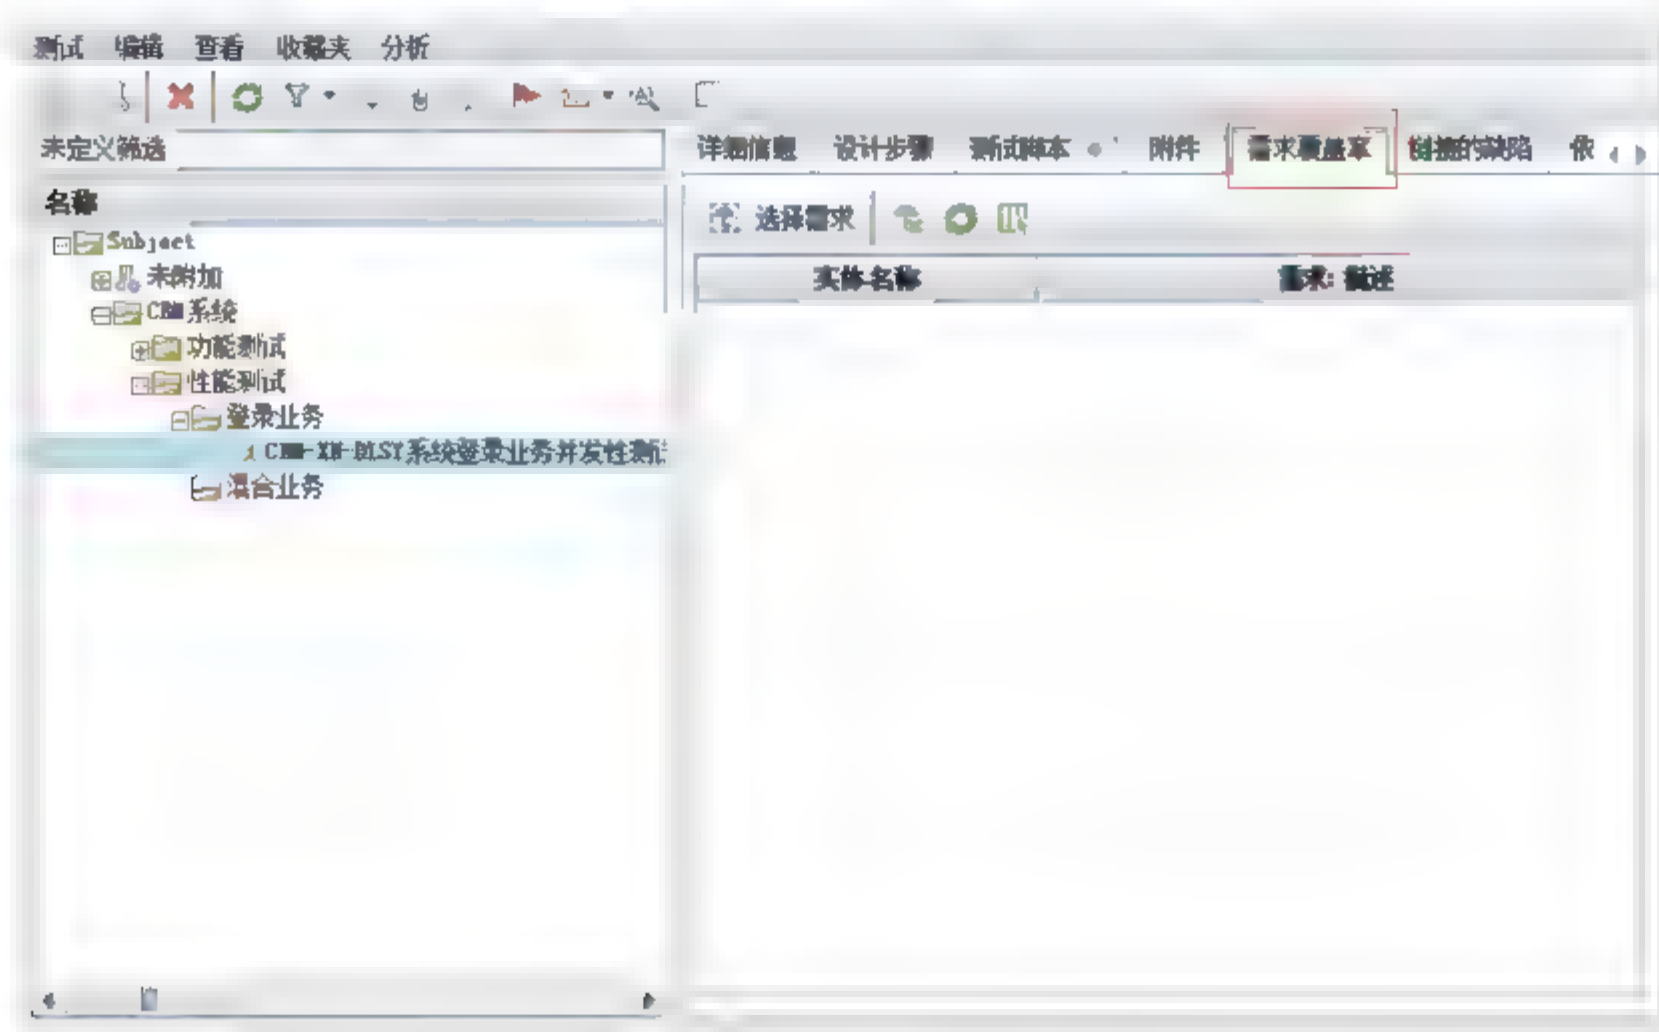 测试 编辑 查看 收藏夹 分析
未定义筛选
详细信息 设计步骤 测试脚本 附件 需求覆盖率 链接的缺陷 依
名称
选择需求
Subject
实体名称 需求: 概述
未附加
CRM系统
功能测试
性能测试
登录业务
系统登录业务并发性测试
混合业务